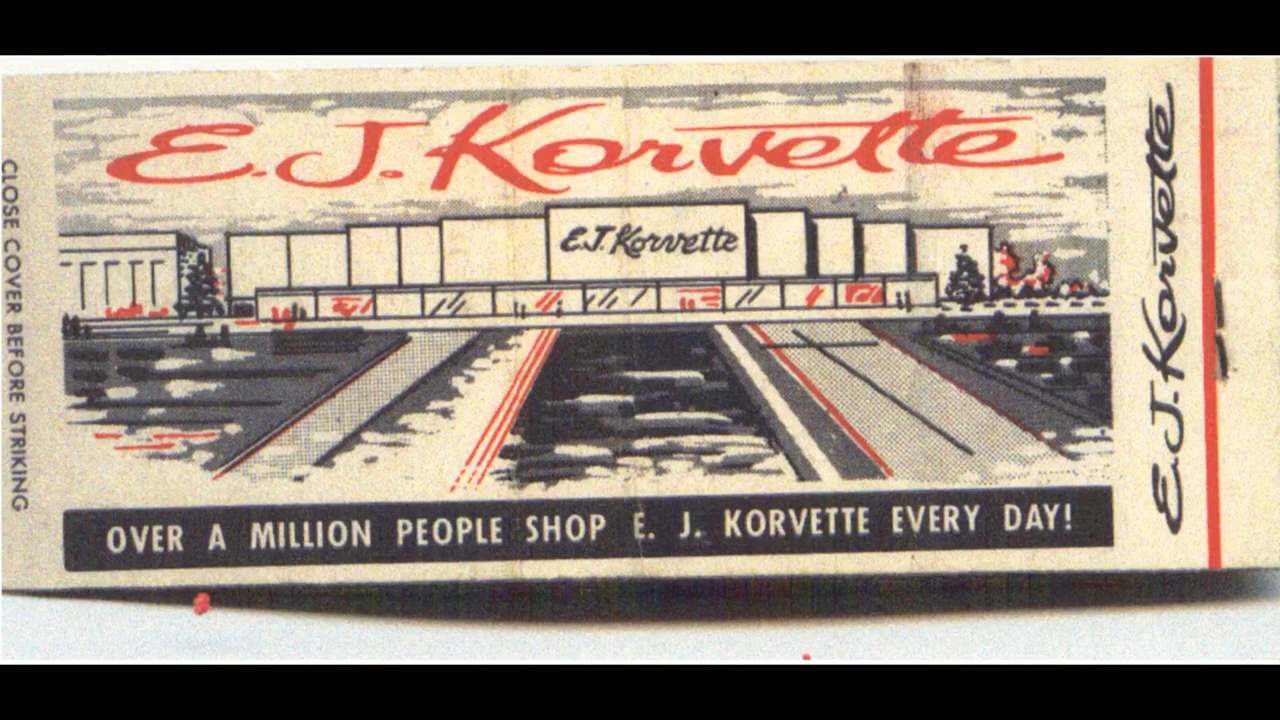 CLOSE COVER BEFORE STRIKING
E.J. Korvette
E.J. Korvette
OVER A MILLION PEOPLE SHOP E. J. KORVETTE EVERY DAY!
E.J. Korvette